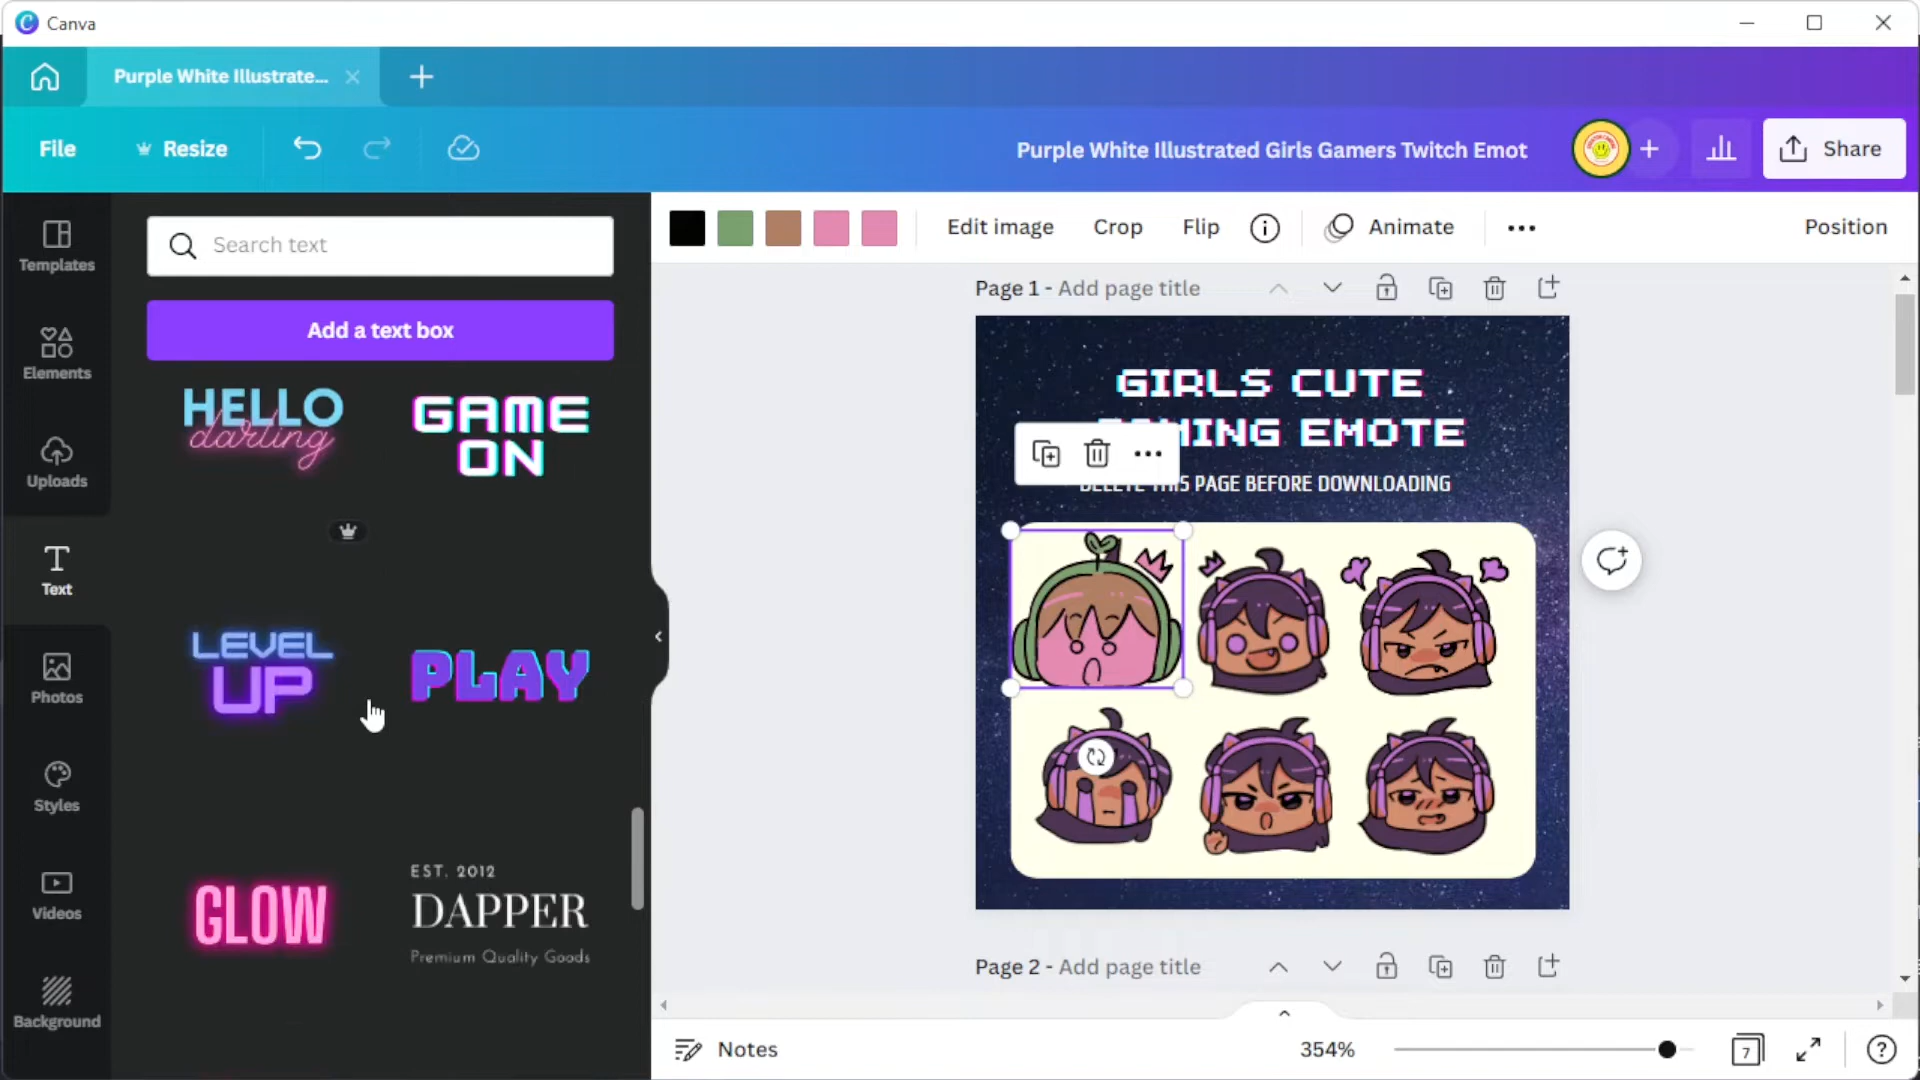 Canva
Purple White Illustrate...
File
Resize
Purple White Illustrated Girls Gamers Twitch Emot
Share
Templates
Elements
Uploads
Text
Photos
Styles
Videos
Background
Search text
Add a text box
HELLO
darling
GAME
ON
LEVEL
UP
PLAY
GLOW
EST. 2012
DAPPER
Premium Quality Goods
Edit image
Crop
Flip
Animate
Position
Page 1 - Add page title
GIRLS CUTE
MING EMOTE
DELETE THIS PAGE BEFORE DOWNLOADING
Page 2 - Add page title
Notes
354%
7